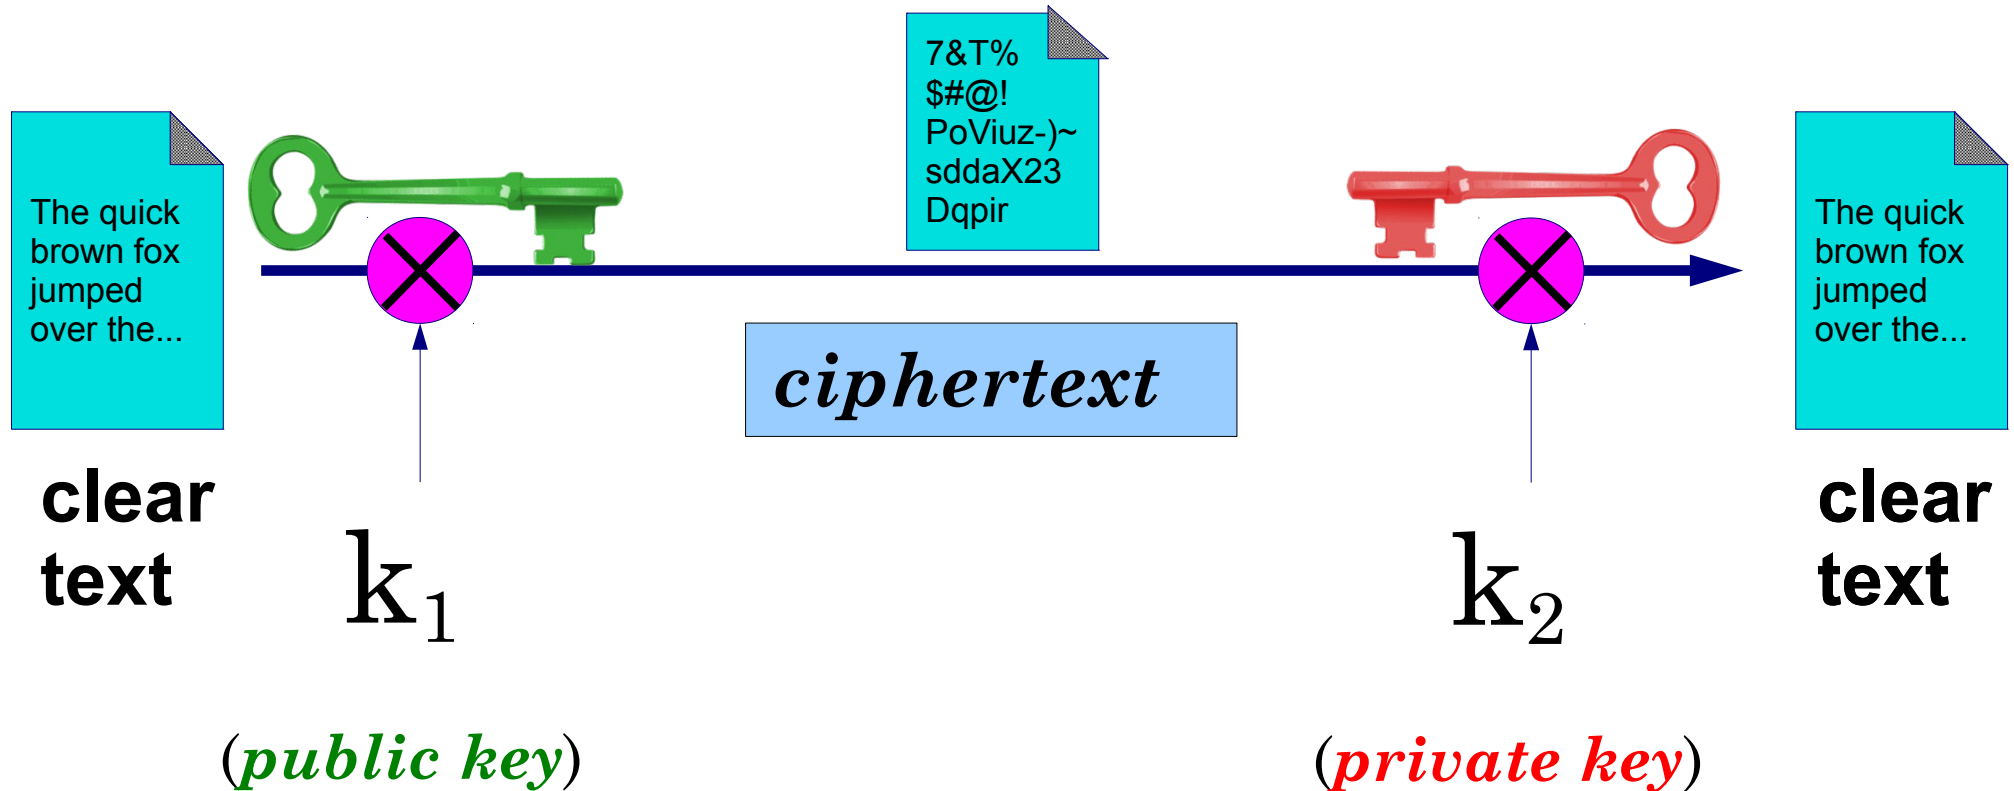 The quick
brown fox
jumped
over the...
clear
text
7&T%
$#@!
PoViuz-)~
sddaX23
Dqpir
ciphertext
k₁
(public key)
k₂
(private key)
The quick
brown fox
jumped
over the...
clear
text